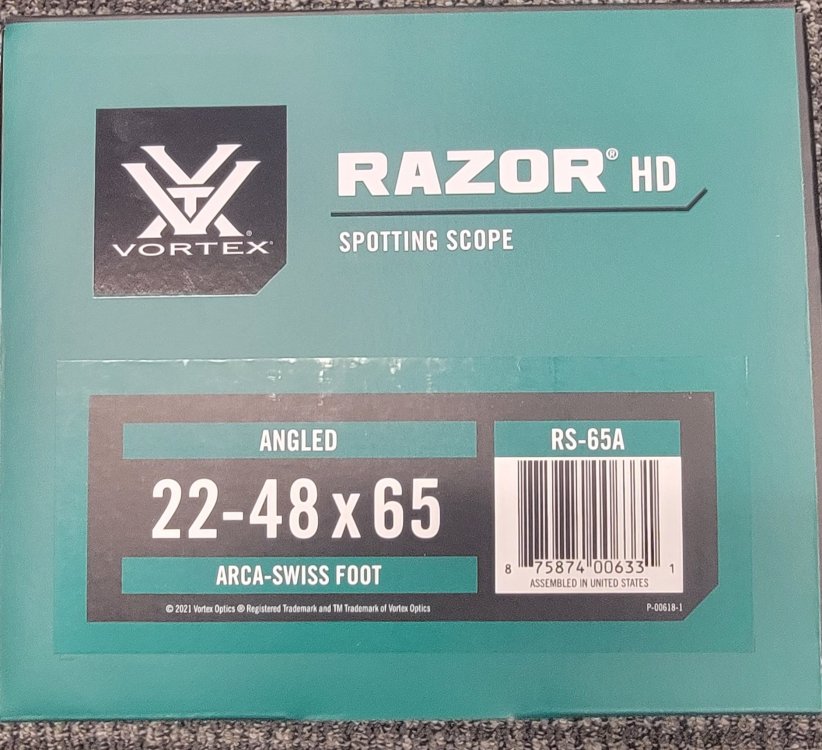 RAZOR® HD
VORTEX®
SPOTTING SCOPE
ANGLED
22-48 x 65
ARCA-SWISS FOOT
RS-65A
8 75874 00633 1
ASSEMBLED IN UNITED STATES
© 2021 Vortex Optics ® Registered Trademark and TM Trademark of Vortex Optics
P-00618-1